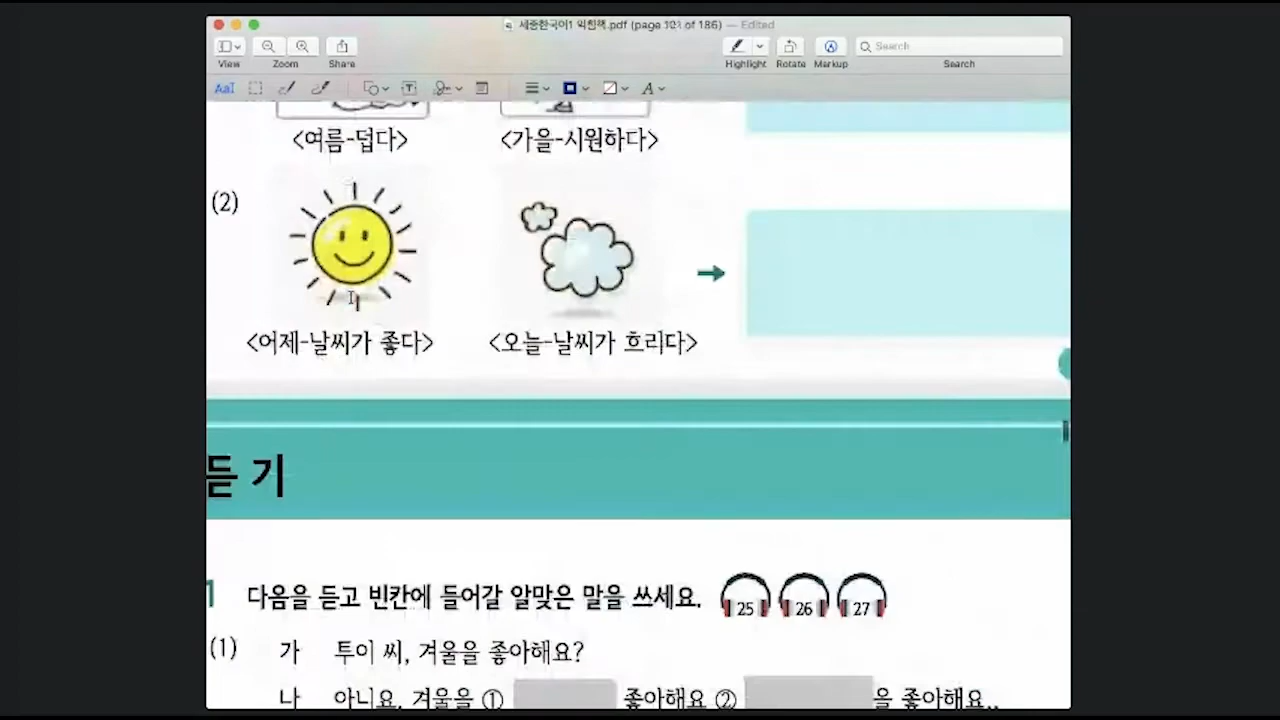 세종한국어1 익힘책.pdf (page 121 of 186) — Edited
View Zoom Share Highlight Rotate Markup Search Search
AaI T A
<여름-덥다> <가을-시원하다>
(2)
<어제-날씨가 좋다> <오늘-날씨가 흐리다>
듣기
1 다음을 듣고 빈칸에 들어갈 알맞은 말을 쓰세요. 25 26 27
(1) 가 투이 씨, 겨울을 좋아해요?
나 아니요, 겨울을 ① 좋아해요 ② 을 좋아해요..